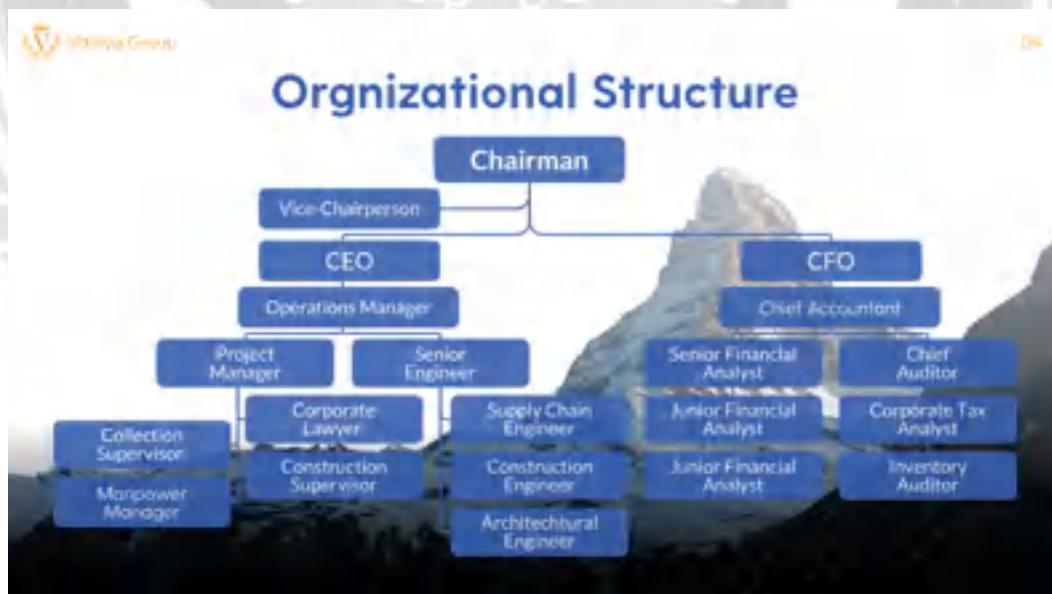 Orgnizational Structure
Chairman
Vice-Chairperson
CEO
CFO
Operations Manager
Chief Accountant
Project
Manager
Senior
Engineer
Senior Financial
Analyst
Chief
Auditor
Corporate
Lawyer
Supply Chain
Engineer
Junior Financial
Analyst
Corporate Tax
Analyst
Collection
Supervisor
Construction
Supervisor
Construction
Engineer
Junior Financial
Analyst
Inventory
Auditor
Manpower
Manager
Architechtural
Engineer